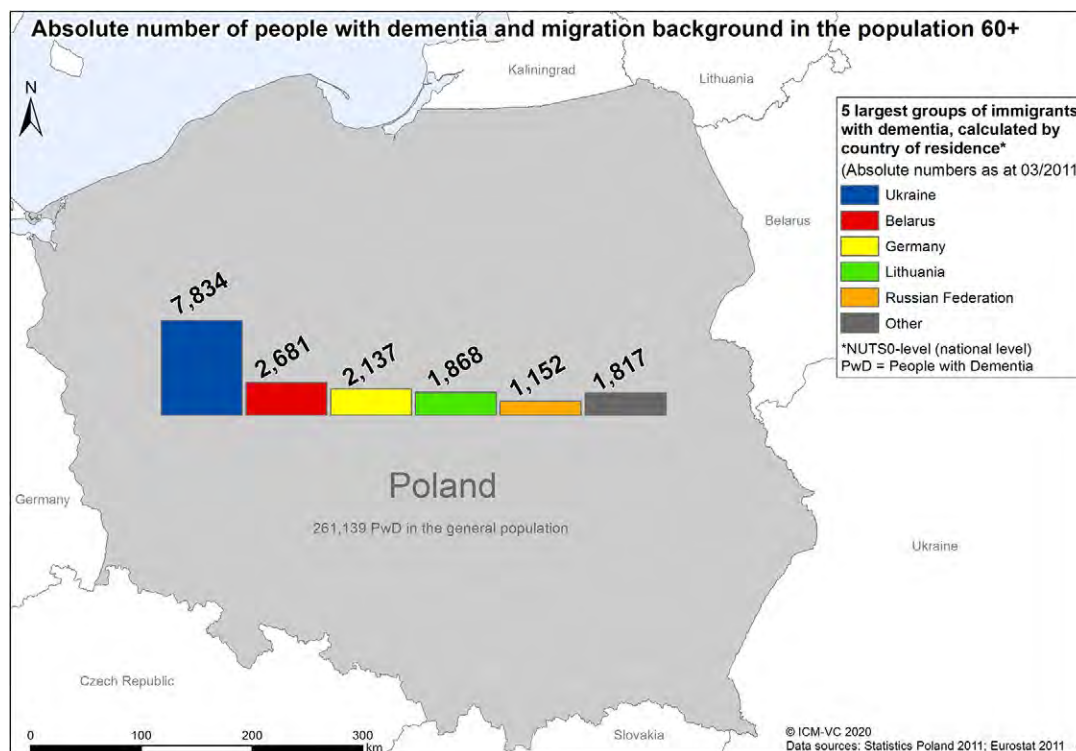 Absolute number of people with dementia and migration background in the population 60+
Kaliningrad
Lithuania
N
5 largest groups of immigrants
with dementia, calculated by
country of residence*
(Absolute numbers as at 03/2011)
Ukraine
Belarus
Germany
Lithuania
Russian Federation
Other
*NUTS0-level (national level)
PwD = People with Dementia
Belarus
7,834
2,681
2,137
1,868
1,152
1,817
Poland
261,139 PwD in the general population
Germany
Ukraine
Czech Republic
Slovakia
0 100 200 300
km
© ICM-VC 2020
Data sources: Statistics Poland 2011; Eurostat 2011